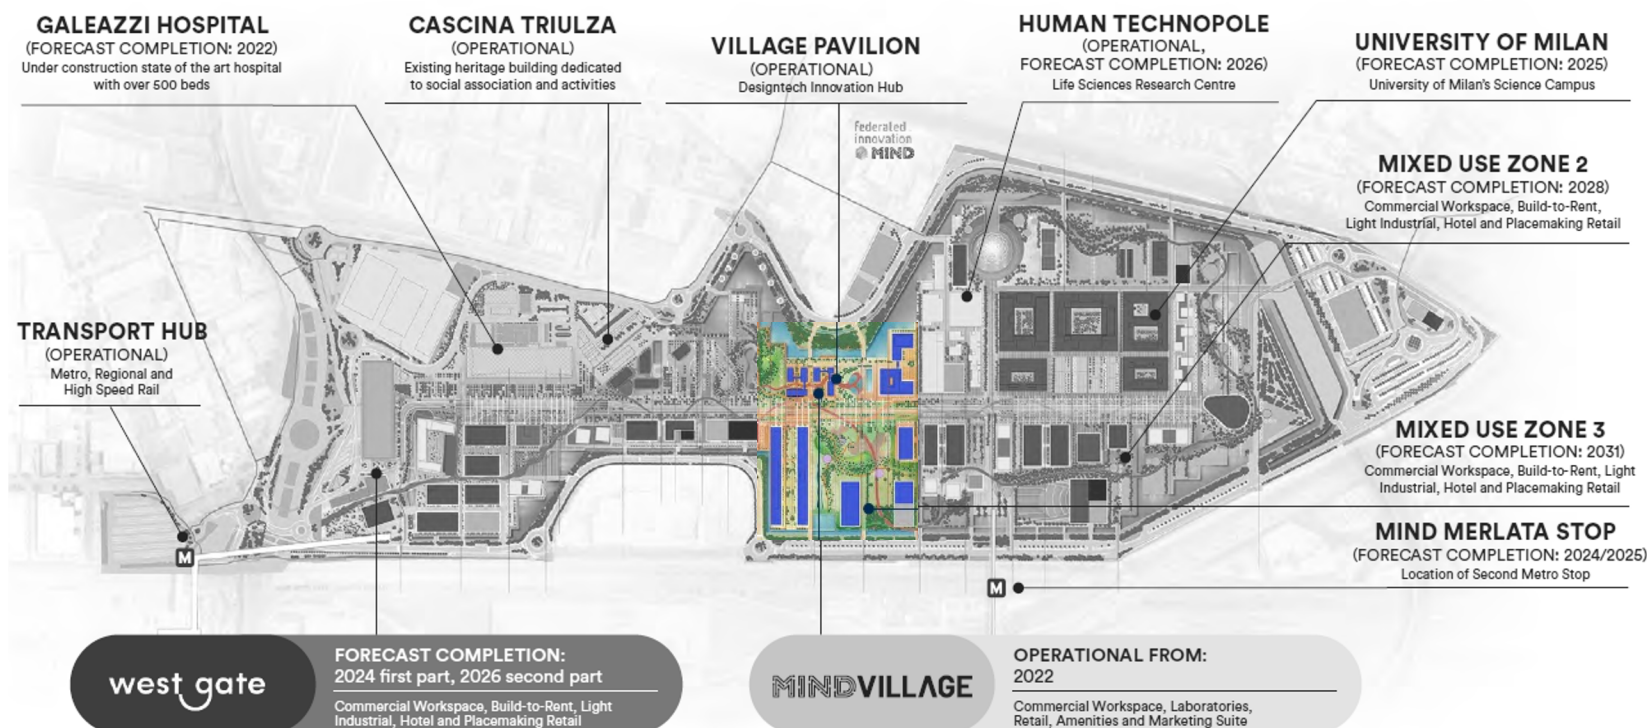 GALEAZZI HOSPITAL
(FORECAST COMPLETION: 2022)
Under construction state of the art hospital
with over 500 beds
CASCINA TRIULZA
(OPERATIONAL)
Existing heritage building dedicated
to social association and activities
VILLAGE PAVILION
(OPERATIONAL)
Designtech Innovation Hub
federated
innovation
MIND
HUMAN TECHNOPOLE
(OPERATIONAL,
FORECAST COMPLETION: 2026)
Life Sciences Research Centre
UNIVERSITY OF MILAN
(FORECAST COMPLETION: 2025)
University of Milan's Science Campus
MIXED USE ZONE 2
(FORECAST COMPLETION: 2028)
Commercial Workspace, Build-to-Rent,
Light Industrial, Hotel and Placemaking Retail
TRANSPORT HUB
(OPERATIONAL)
Metro, Regional and
High Speed Rail
M
MIXED USE ZONE 3
(FORECAST COMPLETION: 2031)
Commercial Workspace, Build-to-Rent, Light
Industrial, Hotel and Placemaking Retail
MIND MERLATA STOP
(FORECAST COMPLETION: 2024/2025)
Location of Second Metro Stop
M
west gate
FORECAST COMPLETION:
2024 first part, 2026 second part
Commercial Workspace, Build-to-Rent, Light
Industrial, Hotel and Placemaking Retail
MINDVILLAGE
OPERATIONAL FROM:
2022
Commercial Workspace, Laboratories,
Retail, Amenities and Marketing Suite